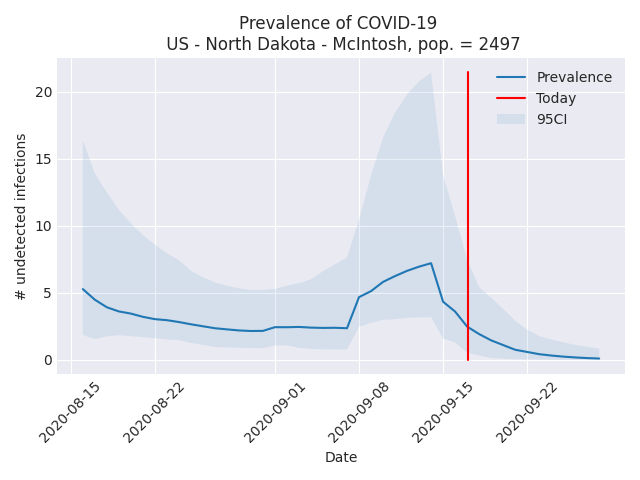 Prevalence of COVID-19
US - North Dakota - McIntosh, pop. = 2497
Prevalence
Today
95CI
# undetected infections
20
15
10
5
0
2020-08-15
2020-08-22
2020-09-01
2020-09-08
2020-09-15
2020-09-22
Date